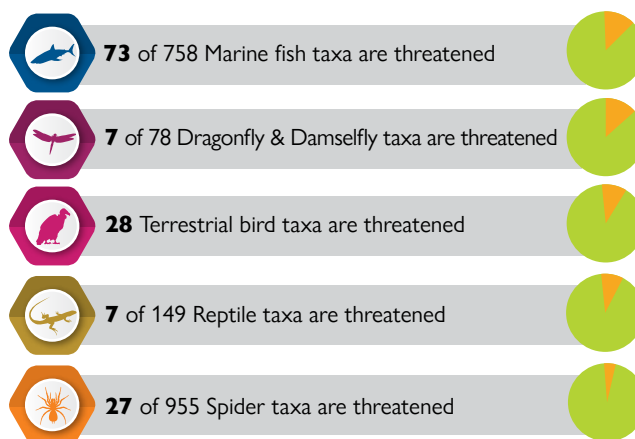 73 of 758 Marine fish taxa are threatened
7 of 78 Dragonfly & Damselfly taxa are threatened
28 Terrestrial bird taxa are threatened
7 of 149 Reptile taxa are threatened
27 of 955 Spider taxa are threatened